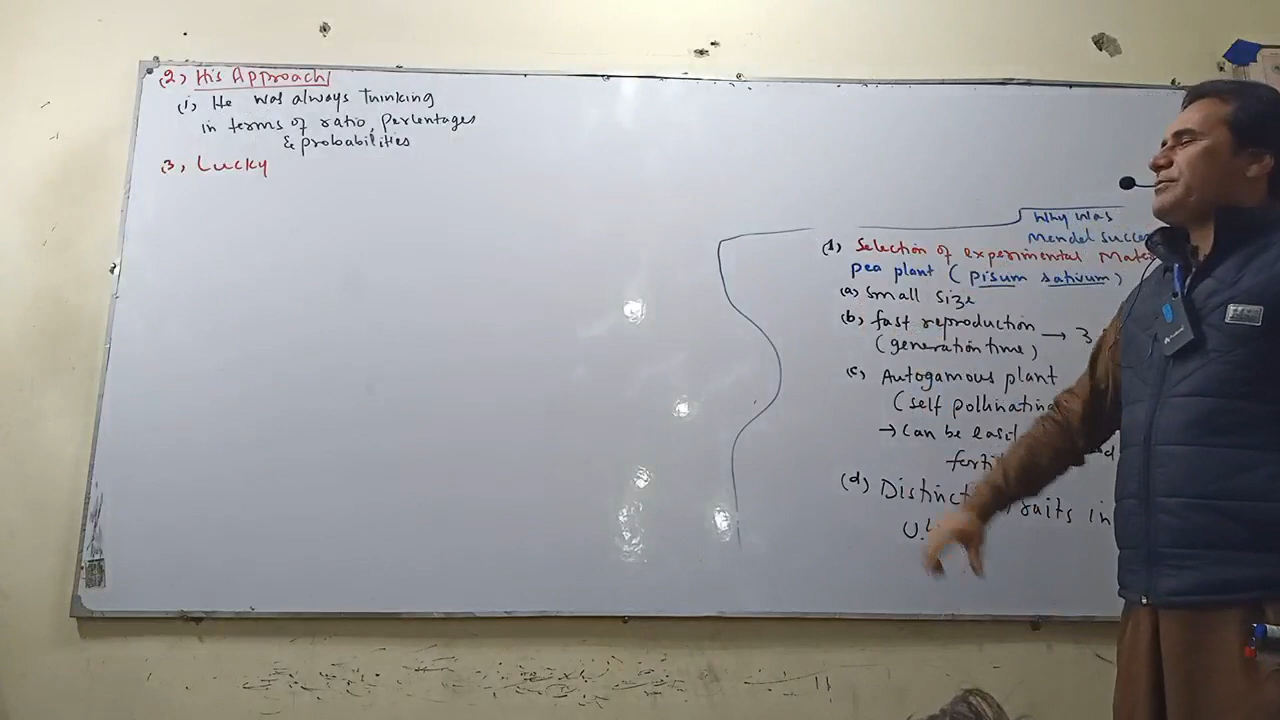 (2) His Approach
(i) He was always thinking
in terms of ratio, percentages
& probabilities
3) Lucky
Why was
Mendel
(1) Selection of experimental
pea plant (pisum sativum)
(a) small size
(b) fast reproduction → 3
(generation time)
(c) Autogamous plant
(self
→ Can be
(d) Distinct in